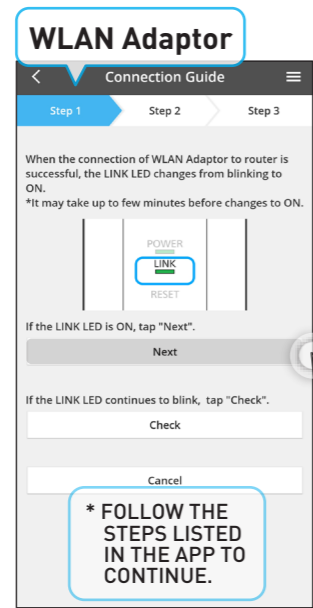 WLAN Adaptor
Connection Guide
Step 1 Step 2 Step 3
When the connection of WLAN Adaptor to router is
successful, the LINK LED changes from blinking to
ON.
*It may take up to few minutes before changes to ON.
POWER
LINK
RESET
If the LINK LED is ON, tap "Next".
Next
If the LINK LED continues to blink, tap "Check".
Check
Cancel
* FOLLOW THE
STEPS LISTED
IN THE APP TO
CONTINUE.